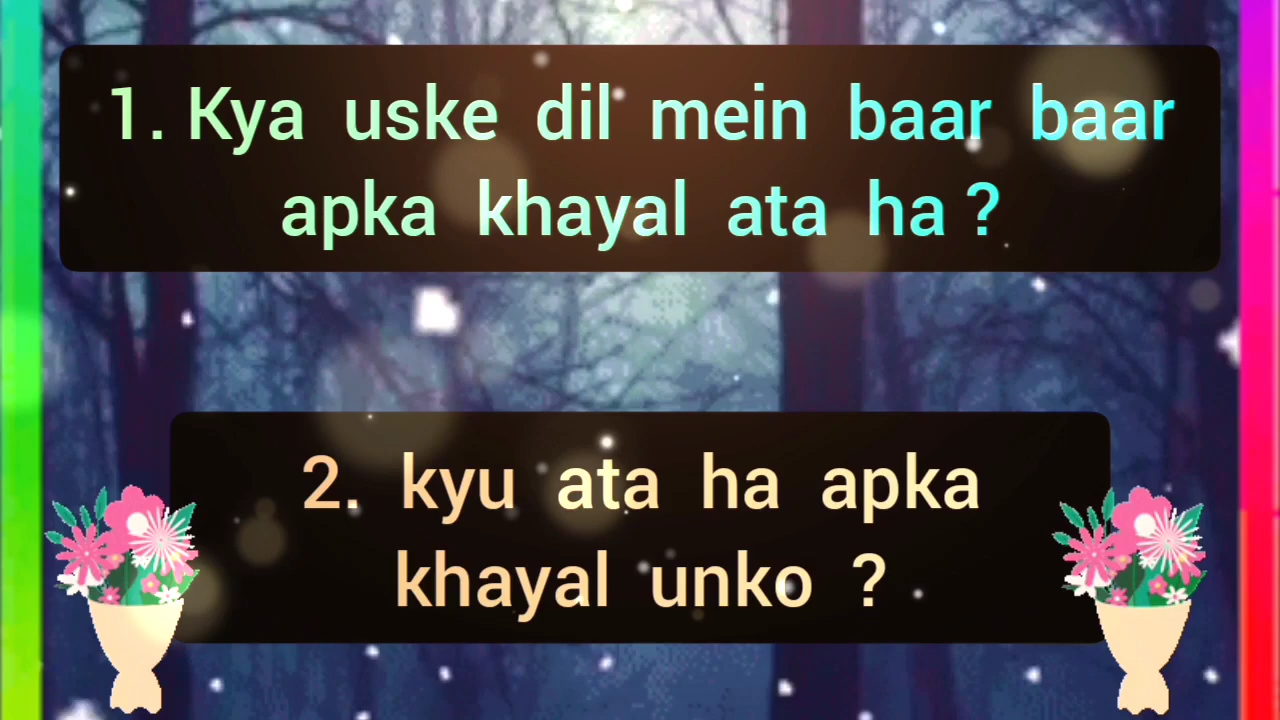 1. Kya uske dil mein baar baar
apka khayal ata ha ?
2. kyu ata ha apka
khayal unko ?